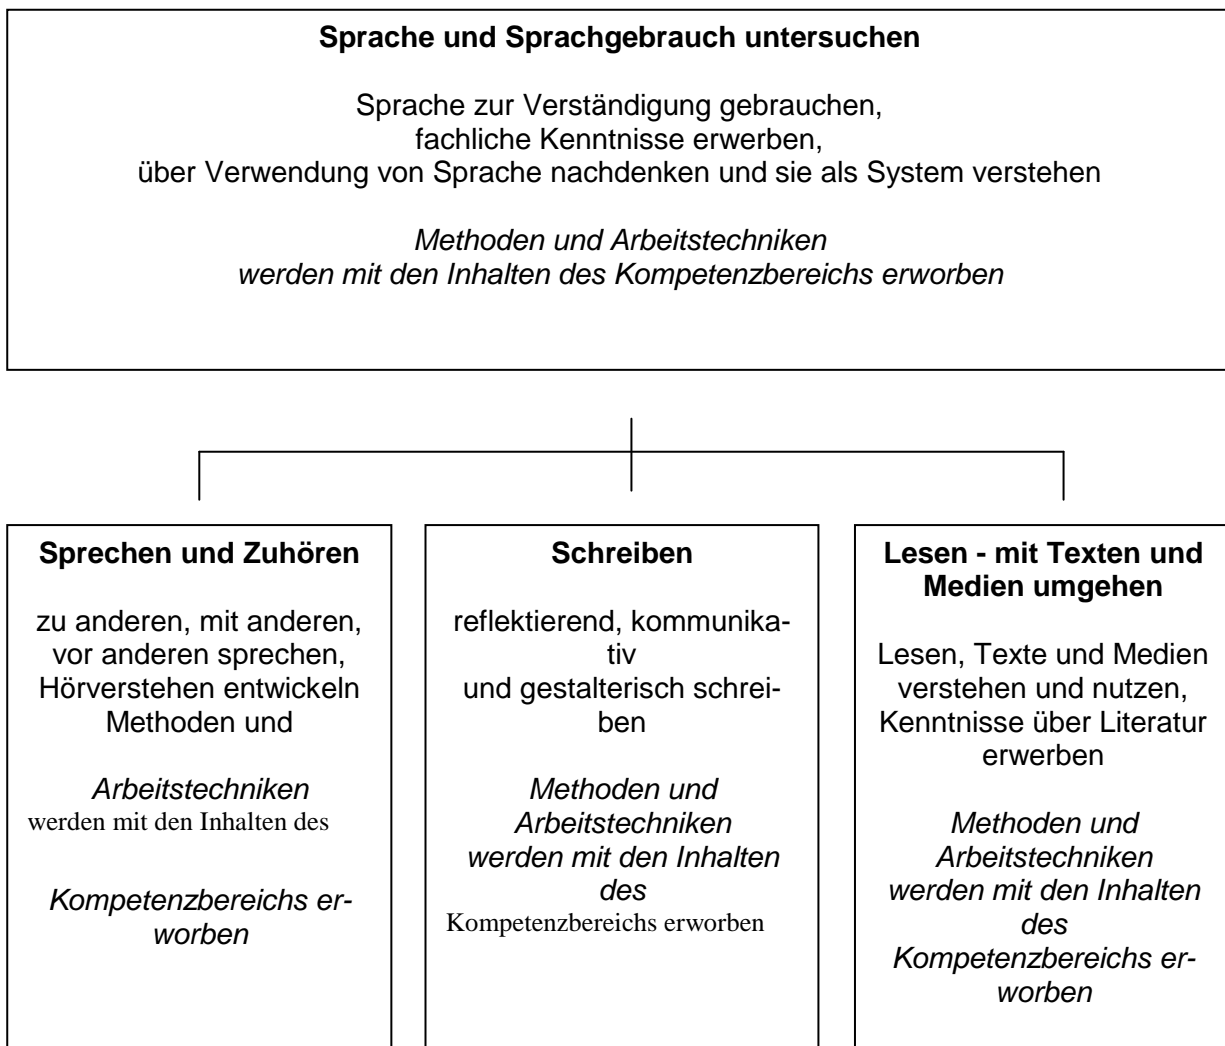 Sprache und Sprachgebrauch untersuchen
Sprache zur Verständigung gebrauchen,
fachliche Kenntnisse erwerben,
über Verwendung von Sprache nachdenken und sie als System verstehen
Methoden und Arbeitstechniken
werden mit den Inhalten des Kompetenzbereichs erworben
Sprechen und Zuhören
zu anderen, mit anderen,
vor anderen sprechen,
Hörverstehen entwickeln
Methoden und
Arbeitstechniken
werden mit den Inhalten des
Kompetenzbereichs er-
worben
Schreiben
reflektierend, kommunika-
tiv
und gestalterisch schrei-
ben
Methoden und
Arbeitstechniken
werden mit den Inhalten
des
Kompetenzbereichs erworben
Lesen - mit Texten und
Medien umgehen
Lesen, Texte und Medien
verstehen und nutzen,
Kenntnisse über Literatur
erwerben
Methoden und
Arbeitstechniken
werden mit den Inhalten
des
Kompetenzbereichs er-
worben